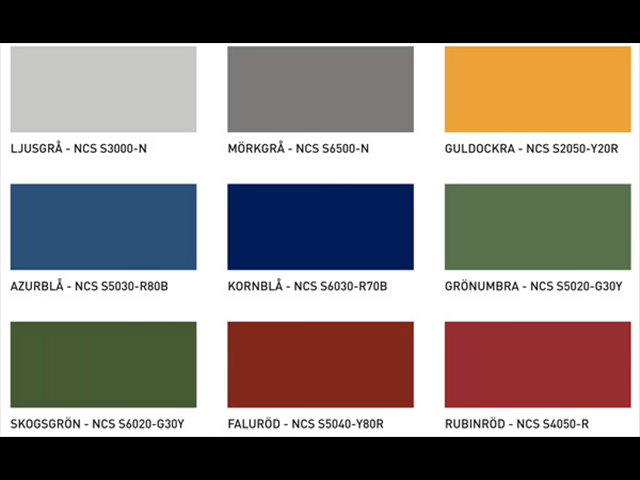 LJUSGRÅ - NCS S3000-N
MÖRKGRÅ - NCS S6500-N
GULDOCKRA - NCS S2050-Y20R
AZURBLÅ - NCS S5030-R80B
KORNBLÅ - NCS S6030-R70B
GRÖNUMBRA - NCS S5020-G30Y
SKOGSGRÖN - NCS S6020-G30Y
FALURÖD - NCS S5040-Y80R
RUBINRÖD - NCS S4050-R